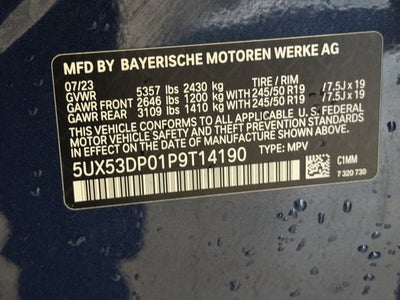 MFD BY BAYERISCHE MOTOREN WERKE AG
07/23 TIRE / RIM
GVWR 5357 lbs 2430 kg
GAWR FRONT 2646 lbs 1200 kg WITH 245/50 R19 /7.5J x 19
GAWR REAR 3109 lbs 1410 kg WITH 245/50 R19 /7.5J x 19
THIS VEHICLE CONFORMS TO ALL APPLICABLE U. S. FEDERAL
MOTOR VEHICLE SAFETY STANDARDS IN EFFECT ON THE
DATE OF MANUFACTURE SHOWN ABOVE.
5UX53DP01P9T14190 TYPE: MPV
C1MM
7 320 730